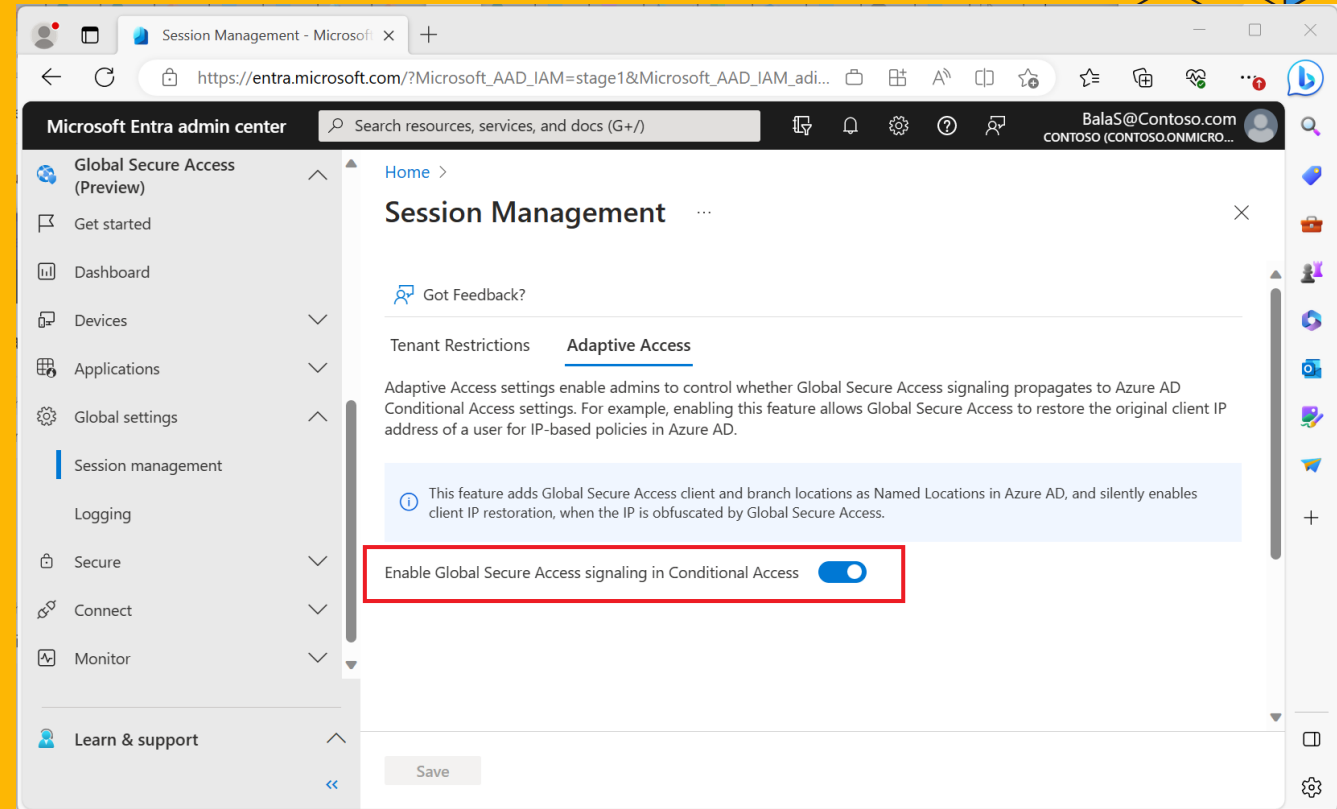 Session Management - Microsof
https://entra.microsoft.com/?Microsoft_AAD_IAM=stage1&Microsoft_AAD_IAM_adi...
Microsoft Entra admin center
Search resources, services, and docs (G+/)
BalaS@Contoso.com
CONTOSO (CONTOSO.ONMICRO...
Global Secure Access
(Preview)
Get started
Dashboard
Devices
Applications
Global settings
Session management
Logging
Secure
Connect
Monitor
Learn & support
Home >
Session Management ...
Got Feedback?
Tenant Restrictions
Adaptive Access
Adaptive Access settings enable admins to control whether Global Secure Access signaling propagates to Azure AD
Conditional Access settings. For example, enabling this feature allows Global Secure Access to restore the original client IP
address of a user for IP-based policies in Azure AD.
This feature adds Global Secure Access client and branch locations as Named Locations in Azure AD, and silently enables
client IP restoration, when the IP is obfuscated by Global Secure Access.
Enable Global Secure Access signaling in Conditional Access
Save